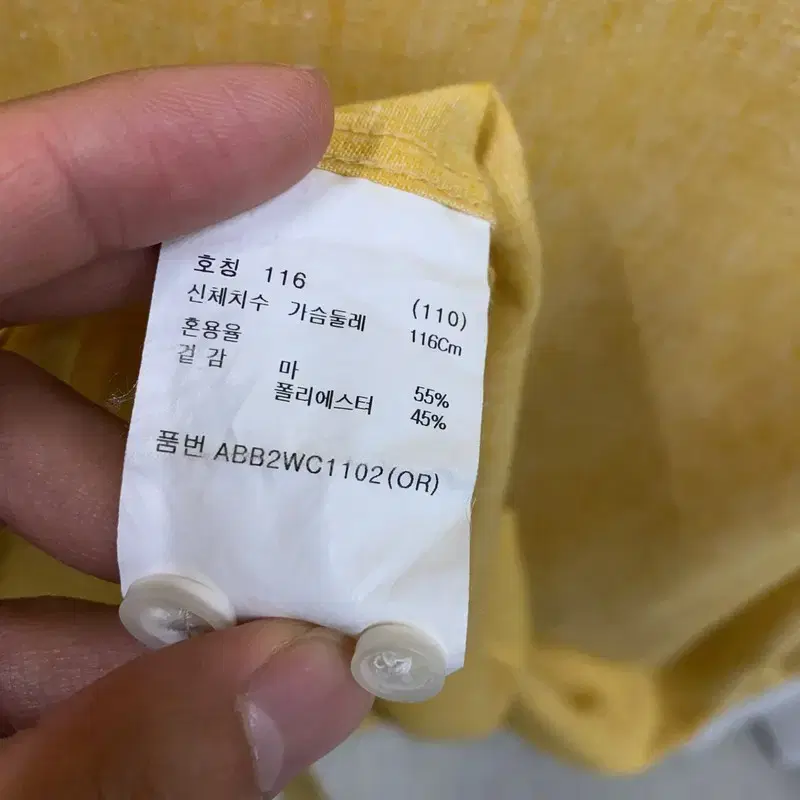 호칭 116 (110)
신체치수 가슴둘레 116Cm
혼용율
겉 감 마 55%
폴리에스터 45%
품번 ABB2WC1102(OR)